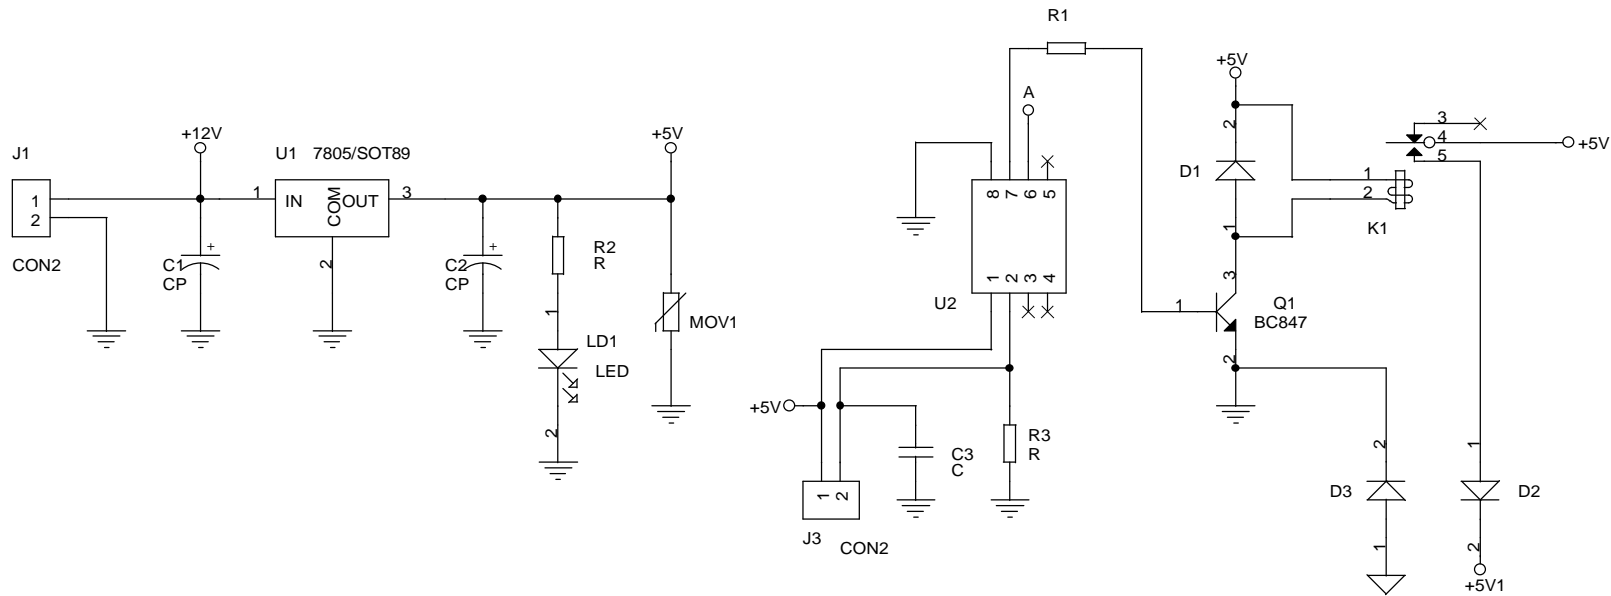 R1
+5V
A
+12V
+5V
J1
U1 7805/SOT89
3
4
+5V
5
2
D1
8
7
6
5
1
2
K1
1
2
1
IN
COM
OUT
3
2
CON2
C1
CP
+
C2
CP
+
R2
R
1
LD1
LED
2
MOV1
1
2
3
4
U2
1
3
1
Q1
BC847
2
+5V
R3
R
C3
C
1
2
J3
CON2
2
D3
1
1
D2
2
+5V1